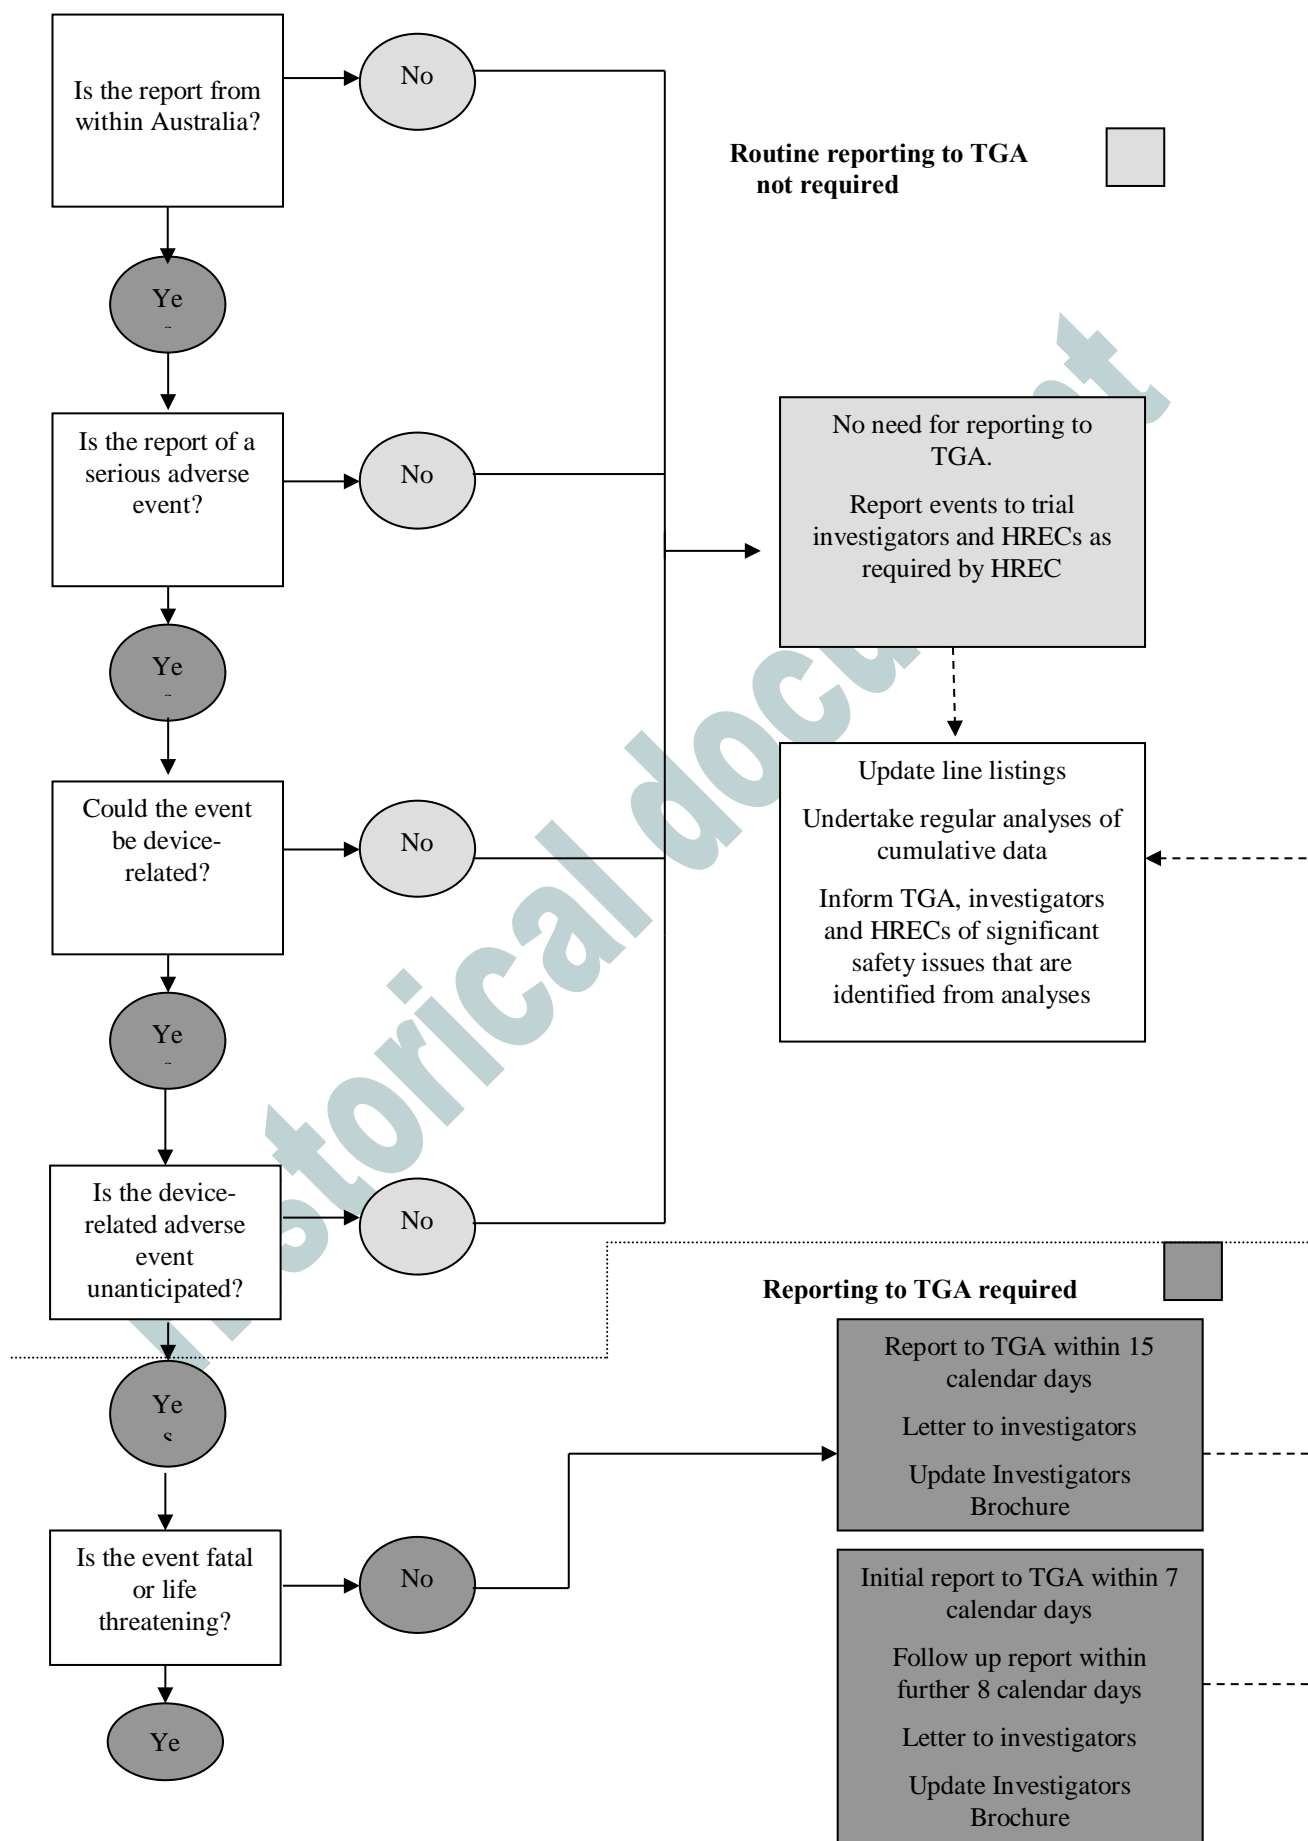 Is the report from
within Australia?
No
Routine reporting to TGA
not required
Ye
Is the report of a
serious adverse
event?
No
No need for reporting to
TGA.
Report events to trial
investigators and HRECs as
required by HREC
Ye
Update line listings
Undertake regular analyses of
cumulative data
Inform TGA, investigators
and HRECs of significant
safety issues that are
identified from analyses
Could the event
be device-
related?
No
Ye
Is the device-
related adverse
event
unanticipated?
No
Reporting to TGA required
Report to TGA within 15
calendar days
Letter to investigators
Update Investigators
Brochure
Ye
s
Is the event fatal
or life
threatening?
No
Initial report to TGA within 7
calendar days
Follow up report within
further 8 calendar days
Letter to investigators
Update Investigators
Brochure
Ye
Historical document